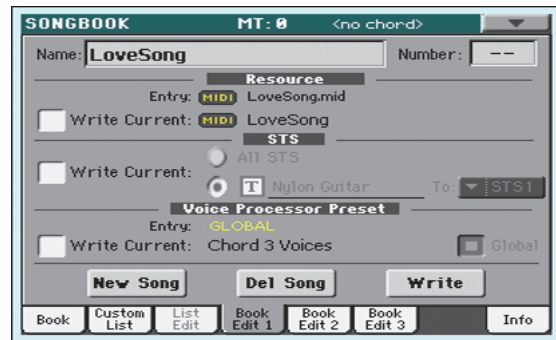 SONGBOOK MT:0 <no chord>
Name: LoveSong Number: --
Resource
Entry: MIDI LoveSong.mid
Write Current: MIDI LoveSong
STS
All STS
Write Current:
T Nylon Guitar To: STS1
Voice Processor Preset
Entry: GLOBAL
Write Current: Chord 3 Voices Global
New Song Del Song Write
Book Custom List List Edit Book Edit 1 Book Edit 2 Book Edit 3 Info